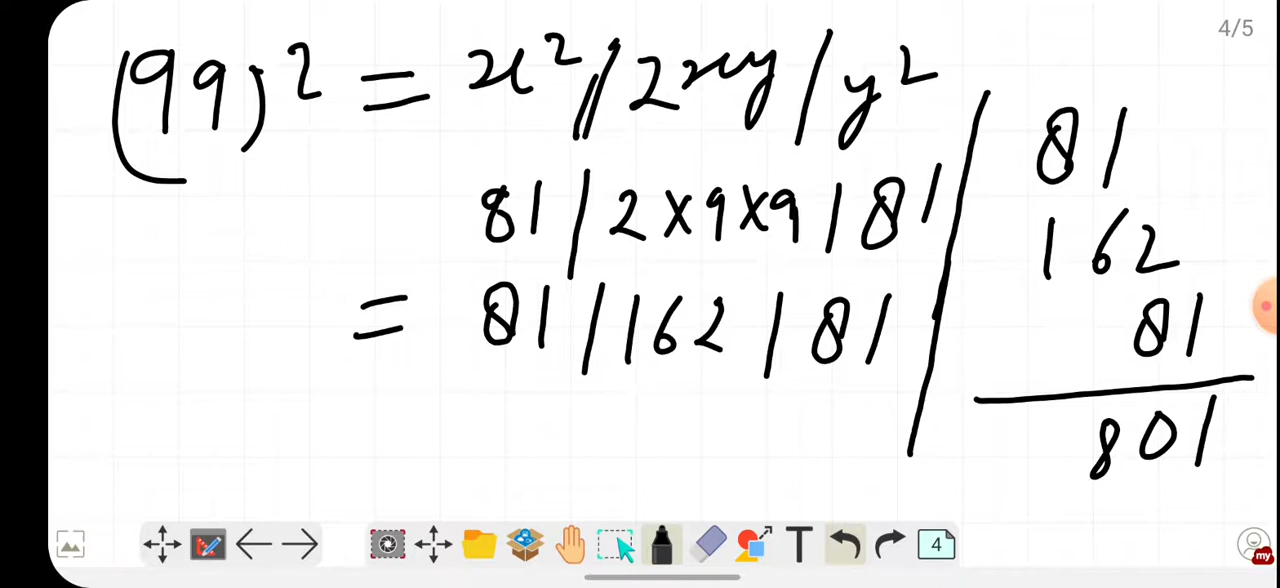 4/5
(99)² = x² // 2xy / y²
81 / 2×9×9 / 81
= 81 / 162 / 81
81
162
81
801
T
4
my